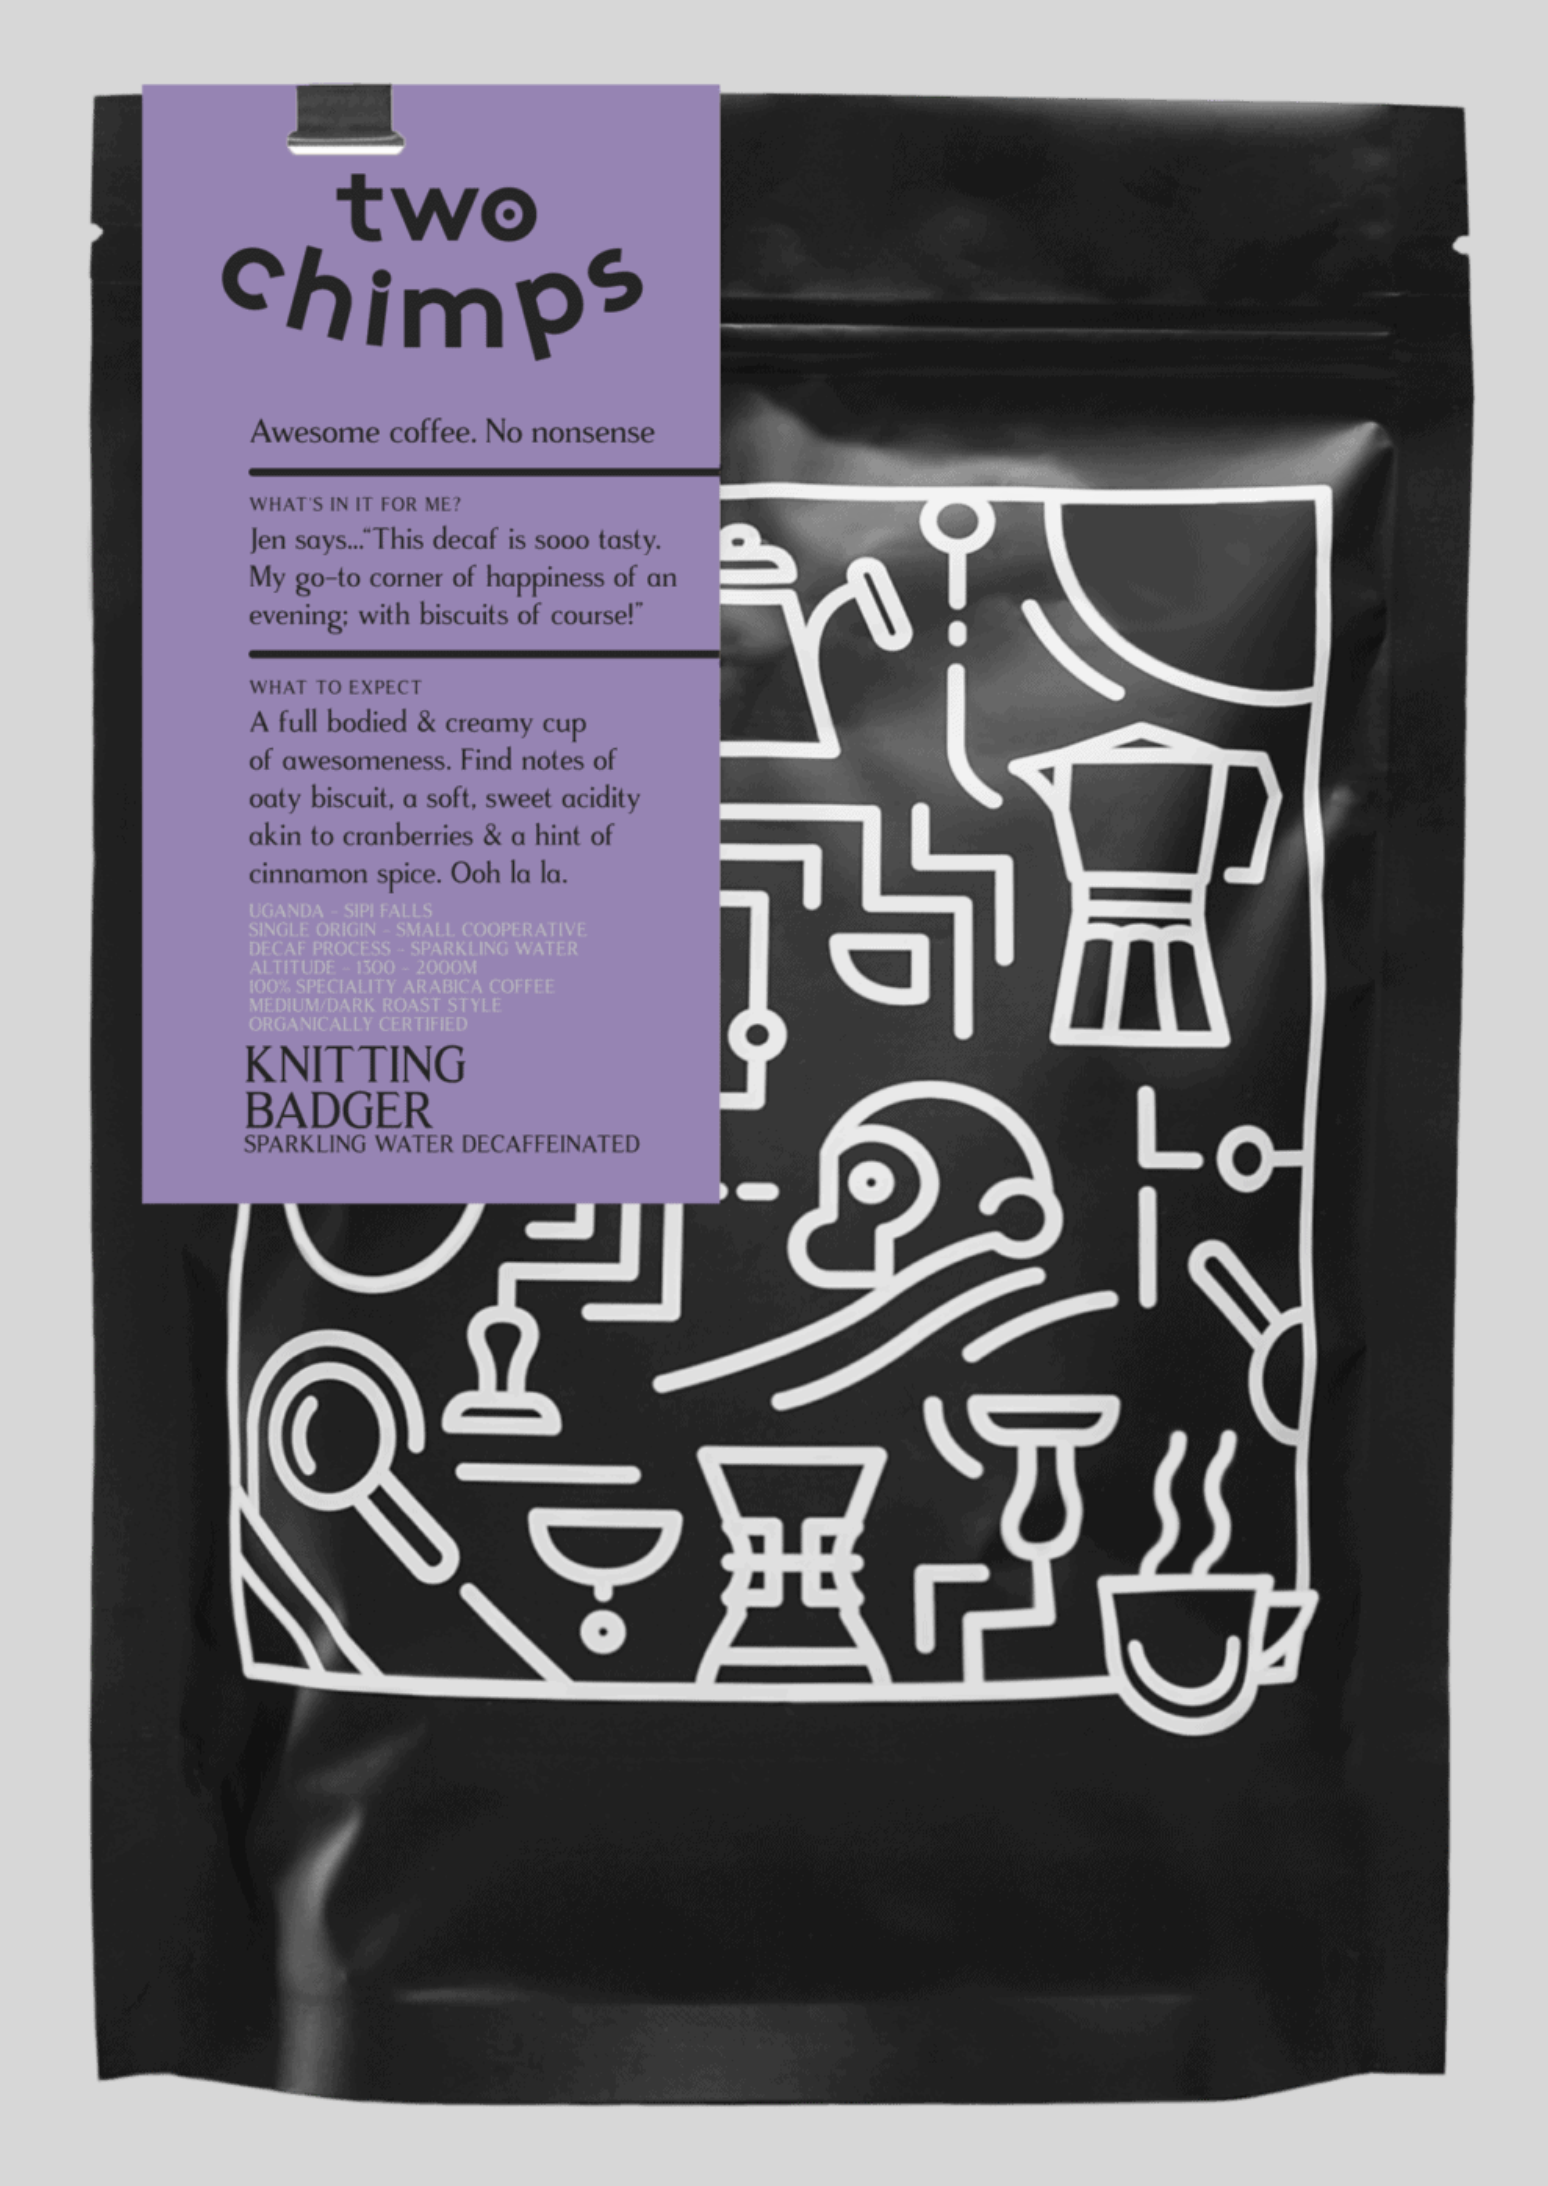 two
chimps
Awesome coffee. No nonsense
WHAT'S IN IT FOR ME?
Jen says...“This decaf is sooo tasty.
My go-to corner of happiness of an
evening; with biscuits of course!”
WHAT TO EXPECT
A full bodied & creamy cup
of awesomeness. Find notes of
oaty biscuit, a soft, sweet acidity
akin to cranberries & a hint of
cinnamon spice. Ooh la la.
UGANDA - SIPI FALLS
SINGLE ORIGIN - SMALL COOPERATIVE
DECAF PROCESS - SPARKLING WATER
ALTITUDE - 1300 - 2000M
100% SPECIALITY ARABICA COFFEE
MEDIUM/DARK ROAST STYLE
ORGANICALLY CERTIFIED
KNITTING
BADGER
SPARKLING WATER DECAFFEINATED